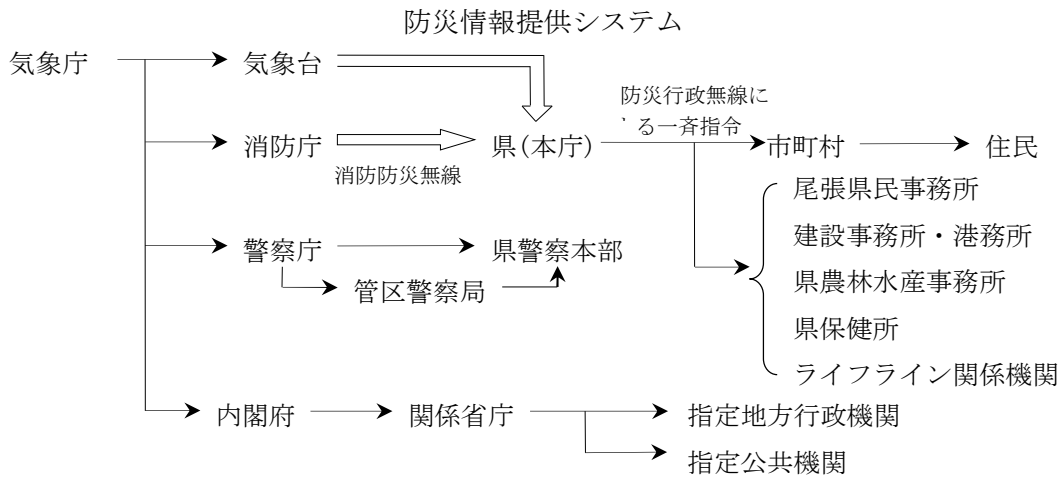 防災情報提供システム
気象庁
気象台
防災行政無線に
る一斉指令
消防庁
県(本庁)
市町村
住民
消防防災無線
尾張県民事務所
建設事務所・港務所
警察庁
県警察本部
県農林水産事務所
管区警察局
県保健所
ライフライン関係機関
内閣府
関係省庁
指定地方行政機関
指定公共機関